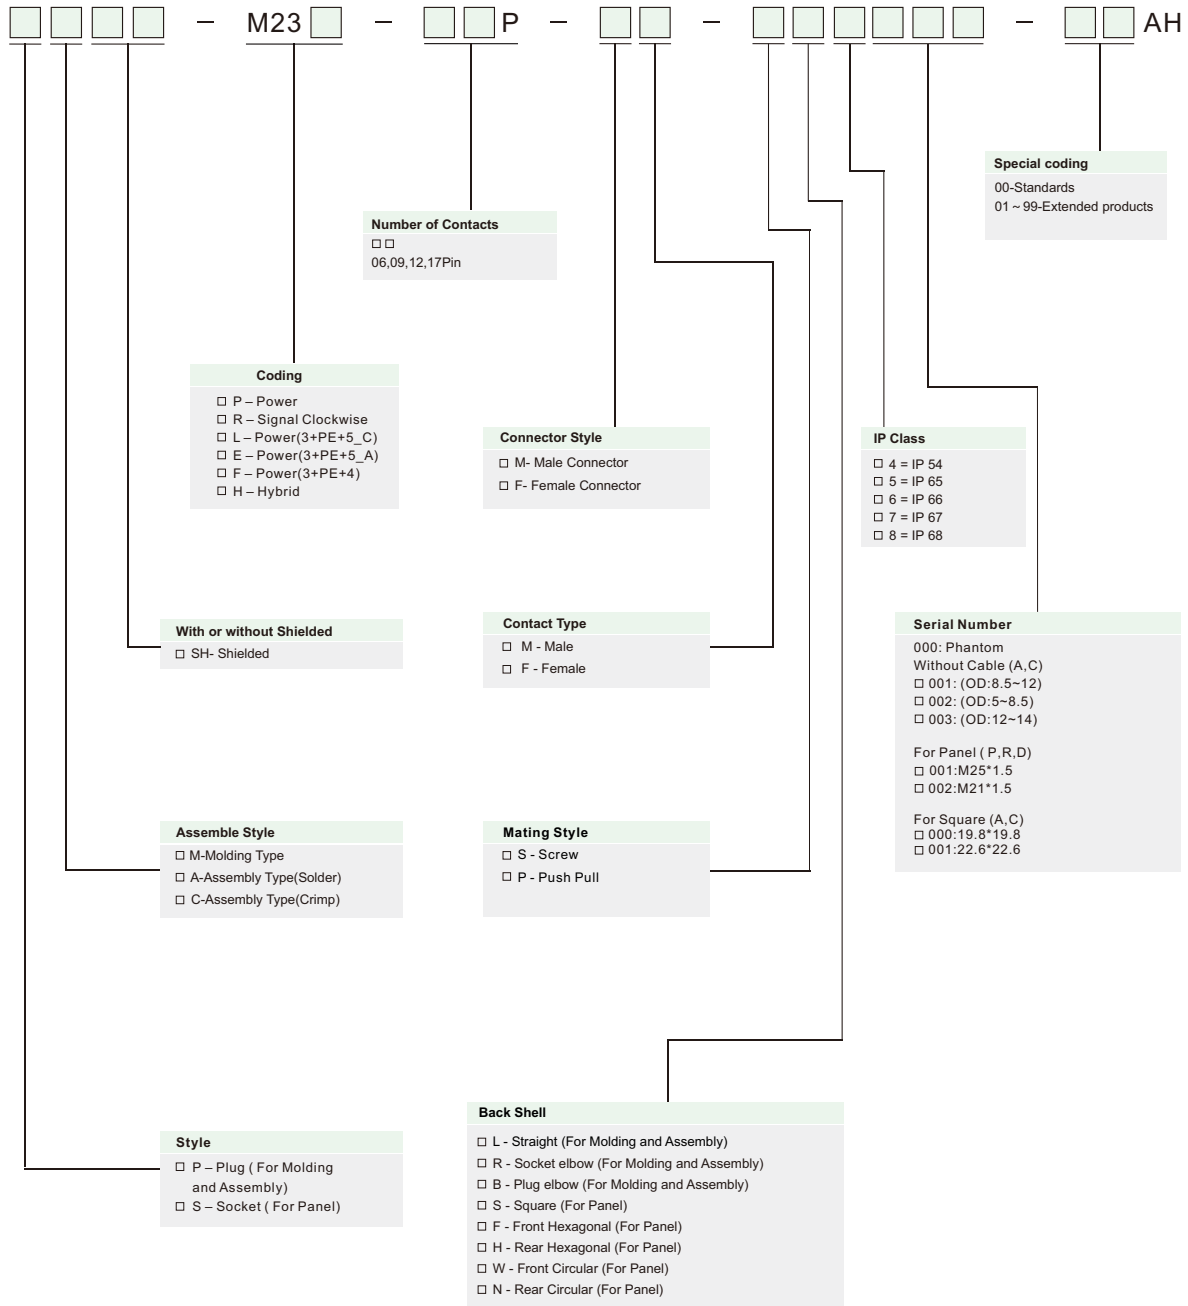 – M23 – P – – – AH
Special coding
00-Standards
01～99-Extended products
Number of Contacts
□ □
06,09,12,17Pin
Coding
□ P – Power
□ R – Signal Clockwise
□ L – Power(3+PE+5_C)
□ E – Power(3+PE+5_A)
□ F – Power(3+PE+4)
□ H – Hybrid
Connector Style
□ M- Male Connector
□ F- Female Connector
IP Class
□ 4 = IP 54
□ 5 = IP 65
□ 6 = IP 66
□ 7 = IP 67
□ 8 = IP 68
With or without Shielded
□ SH- Shielded
Contact Type
□ M - Male
□ F - Female
Serial Number
000: Phantom
Without Cable (A,C)
□ 001: (OD:8.5~12)
□ 002: (OD:5~8.5)
□ 003: (OD:12~14)
For Panel ( P,R,D)
□ 001:M25*1.5
□ 002:M21*1.5
For Square (A,C)
□ 000:19.8*19.8
□ 001:22.6*22.6
Assemble Style
□ M-Molding Type
□ A-Assembly Type(Solder)
□ C-Assembly Type(Crimp)
Mating Style
□ S - Screw
□ P - Push Pull
Style
□ P – Plug ( For Molding
and Assembly)
□ S – Socket ( For Panel)
Back Shell
□ L - Straight (For Molding and Assembly)
□ R - Socket elbow (For Molding and Assembly)
□ B - Plug elbow (For Molding and Assembly)
□ S - Square (For Panel)
□ F - Front Hexagonal (For Panel)
□ H - Rear Hexagonal (For Panel)
□ W - Front Circular (For Panel)
□ N - Rear Circular (For Panel)